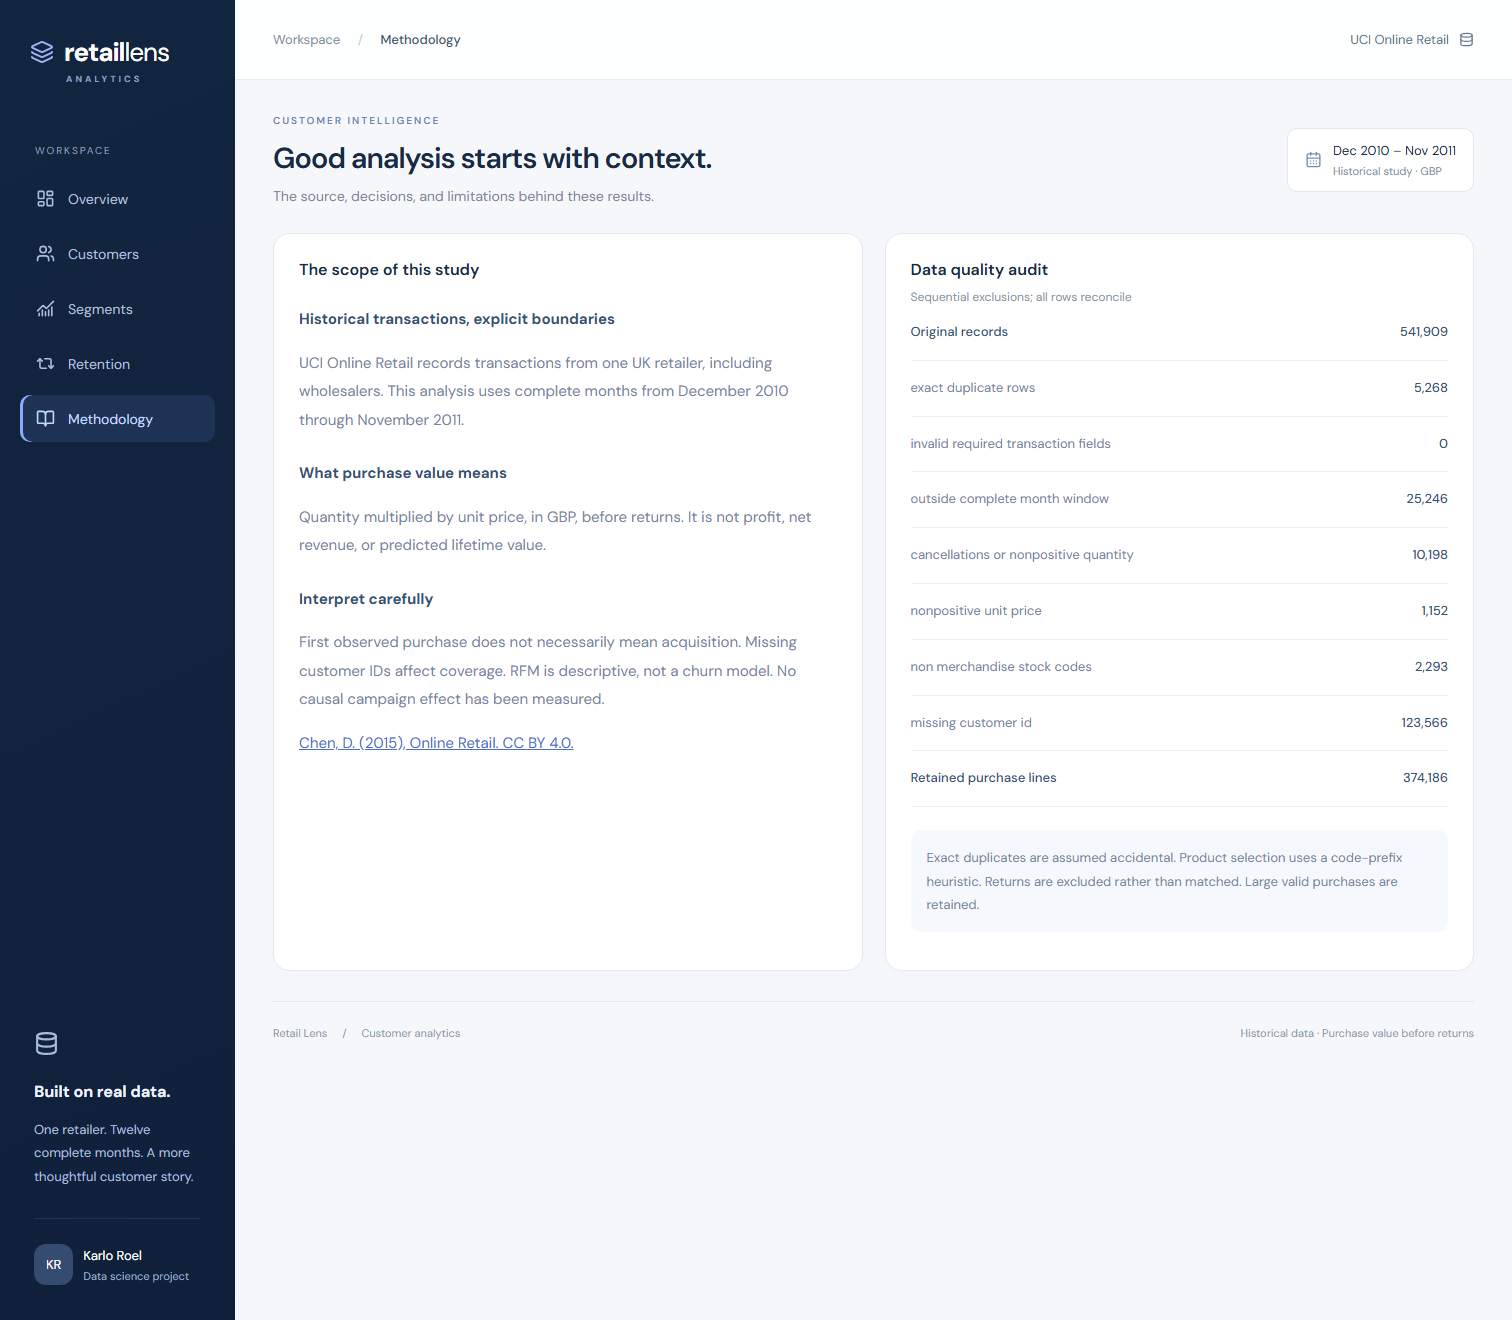 retaillens
ANALYTICS
WORKSPACE
Overview
Customers
Segments
Retention
Methodology
Built on real data.
One retailer. Twelve
complete months. A more
thoughtful customer story.
KR
Karlo Roel
Data science project
Workspace / Methodology
UCI Online Retail
CUSTOMER INTELLIGENCE
Good analysis starts with context.
The source, decisions, and limitations behind these results.
Dec 2010 – Nov 2011
Historical study · GBP
The scope of this study
Historical transactions, explicit boundaries
UCI Online Retail records transactions from one UK retailer, including
wholesalers. This analysis uses complete months from December 2010
through November 2011.
What purchase value means
Quantity multiplied by unit price, in GBP, before returns. It is not profit, net
revenue, or predicted lifetime value.
Interpret carefully
First observed purchase does not necessarily mean acquisition. Missing
customer IDs affect coverage. RFM is descriptive, not a churn model. No
causal campaign effect has been measured.
Chen, D. (2015), Online Retail. CC BY 4.0.
Data quality audit
Sequential exclusions; all rows reconcile
Original records 541,909
exact duplicate rows 5,268
invalid required transaction fields 0
outside complete month window 25,246
cancellations or nonpositive quantity 10,198
nonpositive unit price 1,152
non merchandise stock codes 2,293
missing customer id 123,566
Retained purchase lines 374,186
Exact duplicates are assumed accidental. Product selection uses a code-prefix
heuristic. Returns are excluded rather than matched. Large valid purchases are
retained.
Retail Lens / Customer analytics
Historical data · Purchase value before returns